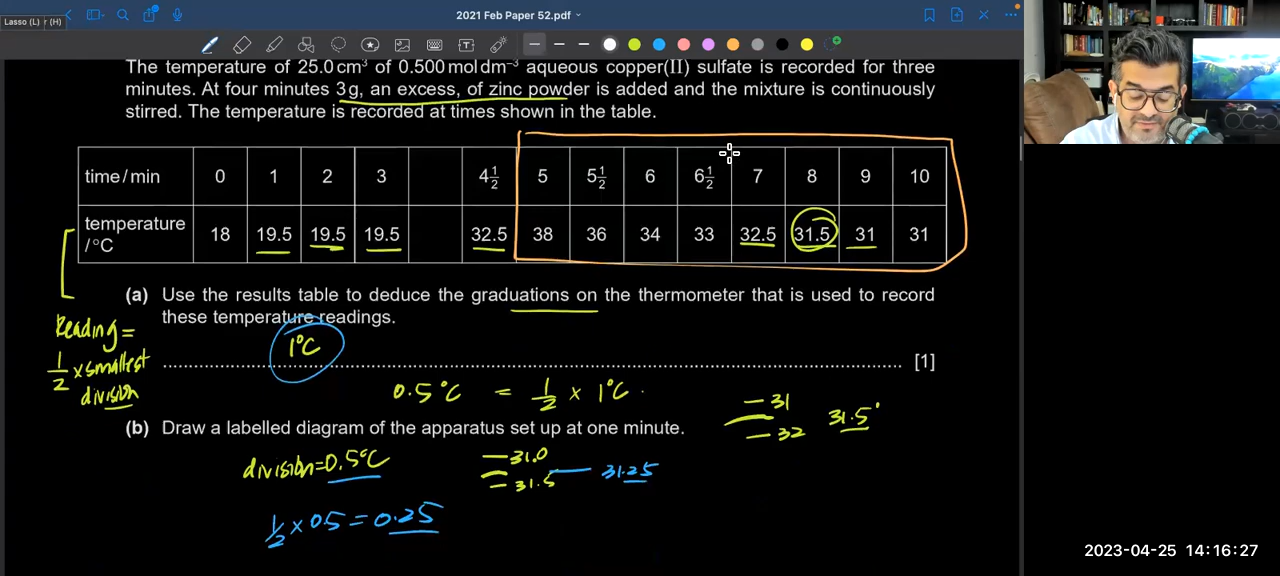 2021 Feb Paper 52.pdf
Lasso (L)
r (H)
The temperature of 25.0 cm³ of 0.500 mol dm⁻³ aqueous copper(II) sulfate is recorded for three
minutes. At four minutes 3 g, an excess, of zinc powder is added and the mixture is continuously
stirred. The temperature is recorded at times shown in the table.
time / min 0 1 2 3 4½ 5 5½ 6 6½ 7 8 9 10
temperature
/ °C 18 19.5 19.5 19.5 32.5 38 36 34 33 32.5 31.5 31 31
(a) Use the results table to deduce the graduations on the thermometer that is used to record
these temperature readings.
Reading =
½ × smallest
division
1°C
[1]
0.5°C = ½ × 1°C
31
32
31.5
(b) Draw a labelled diagram of the apparatus set up at one minute.
division = 0.5°C
31.0
31.5
31.25
½ × 0.5 = 0.25
2023-04-25 14:16:27